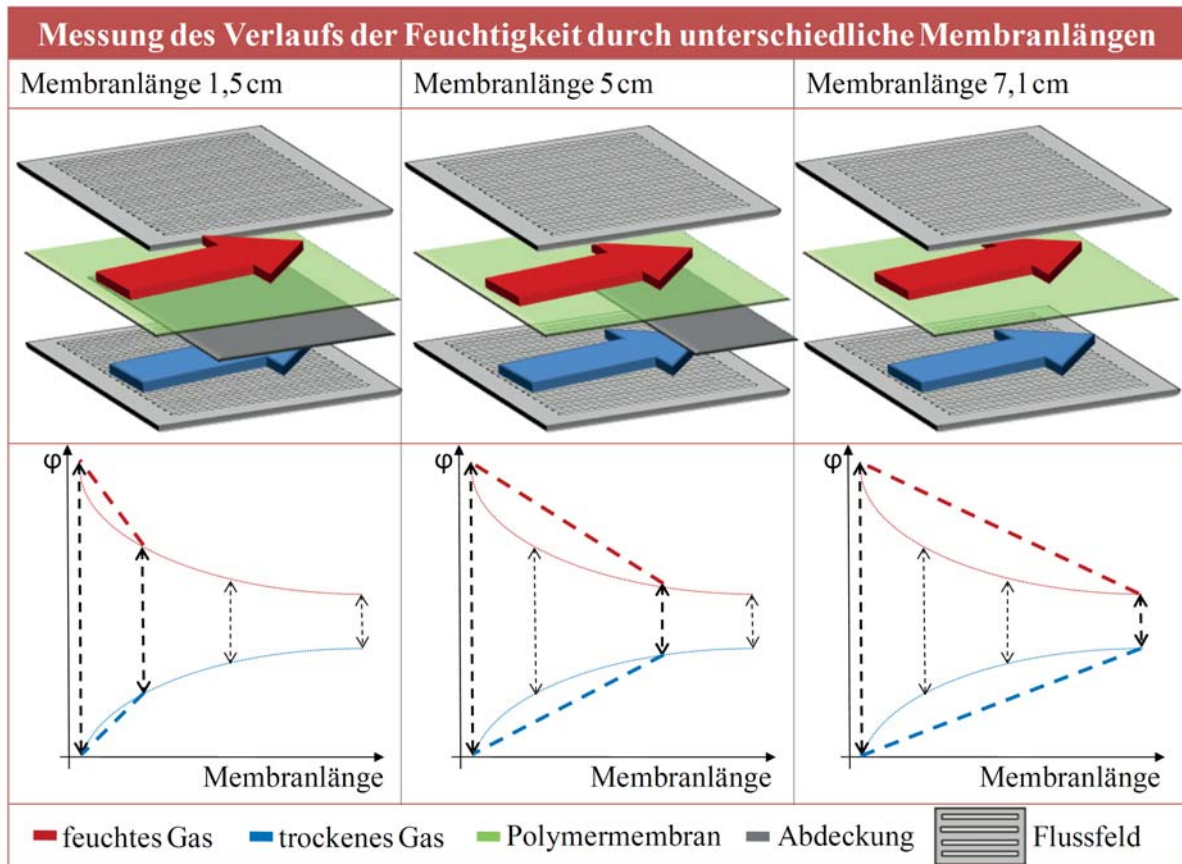 Messung des Verlaufs der Feuchtigkeit durch unterschiedliche Membranlängen
Membranlänge 1,5 cm
Membranlänge 5 cm
Membranlänge 7,1 cm
φ
φ
φ
Membranlänge
Membranlänge
Membranlänge
feuchtes Gas
trockenes Gas
Polymermembran
Abdeckung
Flussfeld